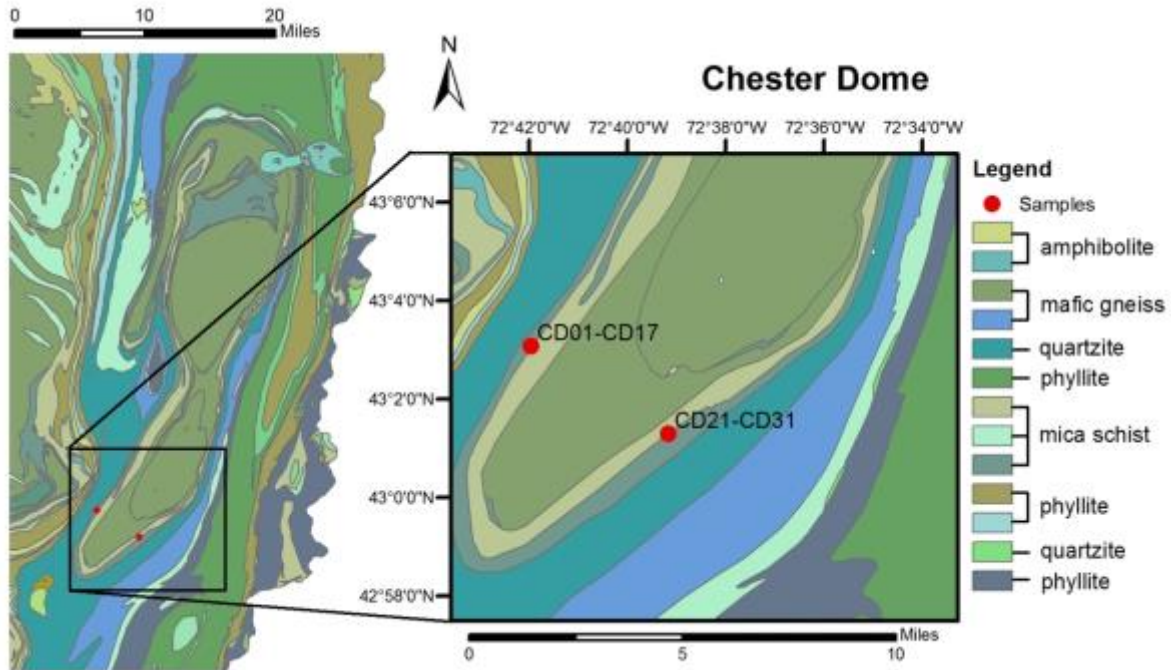 0 10 20
Miles
N
Chester Dome
72°42'0"W 72°40'0"W 72°38'0"W 72°36'0"W 72°34'0"W
43°6'0"N
43°4'0"N
43°2'0"N
43°0'0"N
42°58'0"N
CD01-CD17
CD21-CD31
Legend
Samples
amphibolite
mafic gneiss
quartzite
phyllite
mica schist
phyllite
quartzite
phyllite
0 5 10
Miles